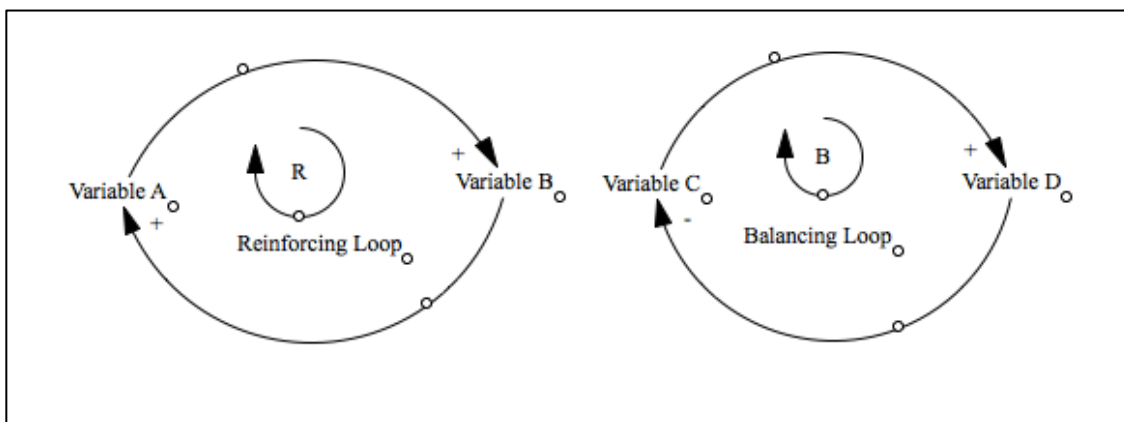 R
+
Variable A
Variable B
+
Reinforcing Loop
B
+
Variable C
Variable D
-
Balancing Loop